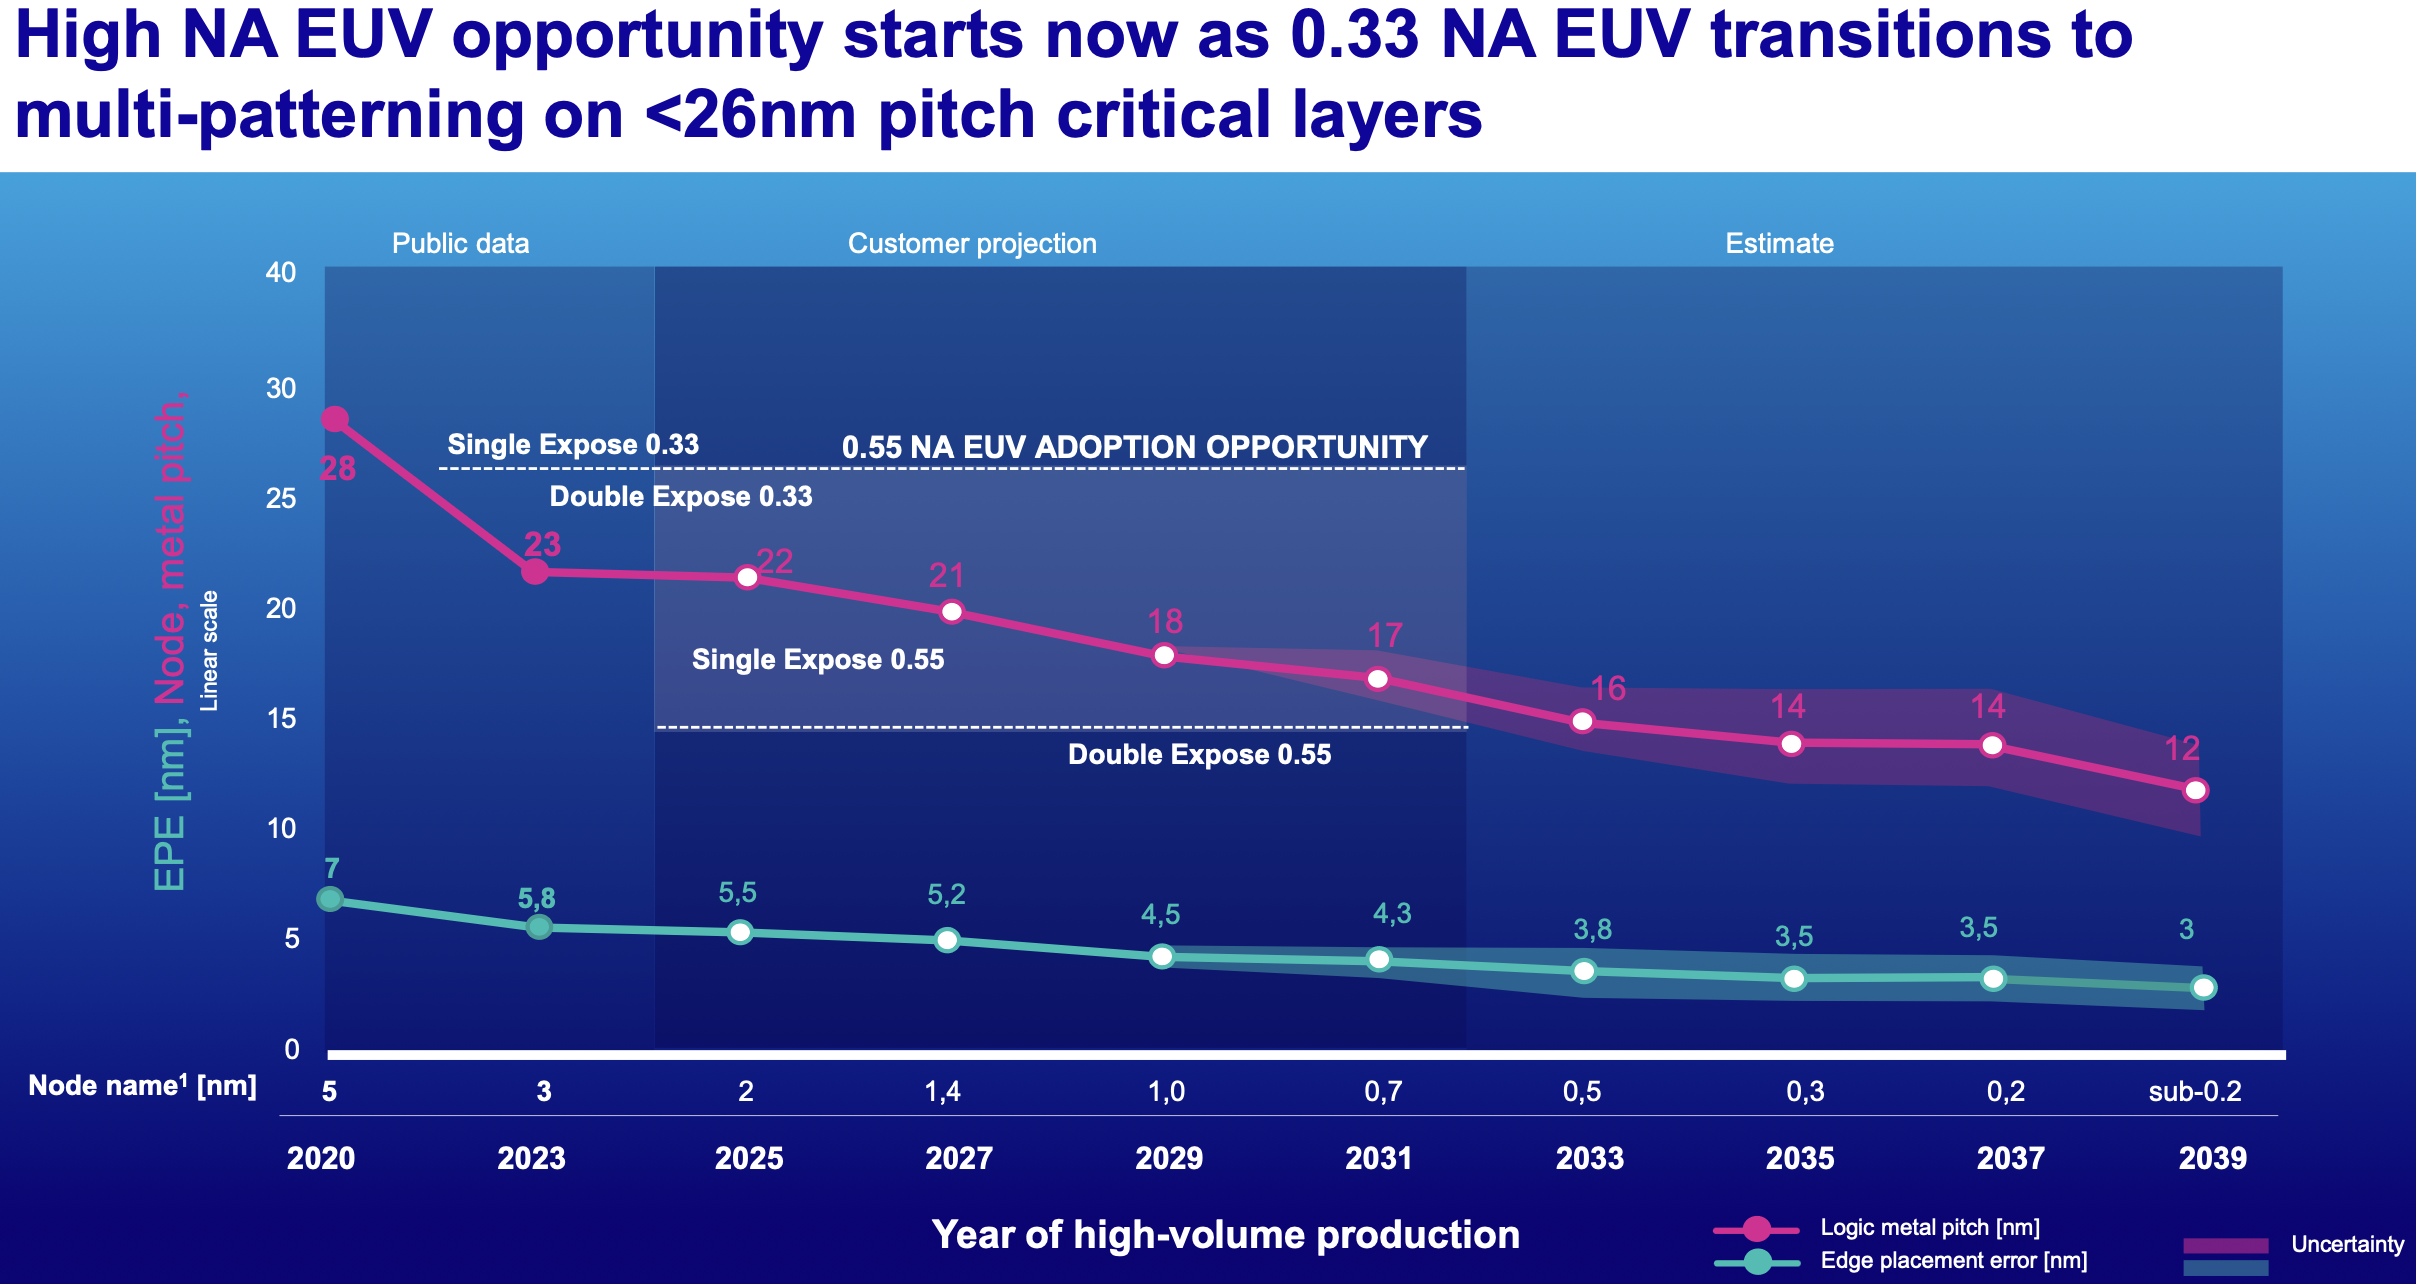 High NA EUV opportunity starts now as 0.33 NA EUV transitions to
multi-patterning on <26nm pitch critical layers
Public data
Customer projection
Estimate
40
30
25
20
15
10
5
0
EPE [nm], Node, metal pitch,
Linear scale
Single Expose 0.33
0.55 NA EUV ADOPTION OPPORTUNITY
Double Expose 0.33
Single Expose 0.55
Double Expose 0.55
28
23
22
21
18
17
16
14
14
12
7
5,8
5,5
5,2
4,5
4,3
3,8
3,5
3,5
3
Node name¹ [nm] 5 3 2 1,4 1,0 0,7 0,5 0,3 0,2 sub-0.2
2020 2023 2025 2027 2029 2031 2033 2035 2037 2039
Year of high-volume production
Logic metal pitch [nm]
Edge placement error [nm]
Uncertainty